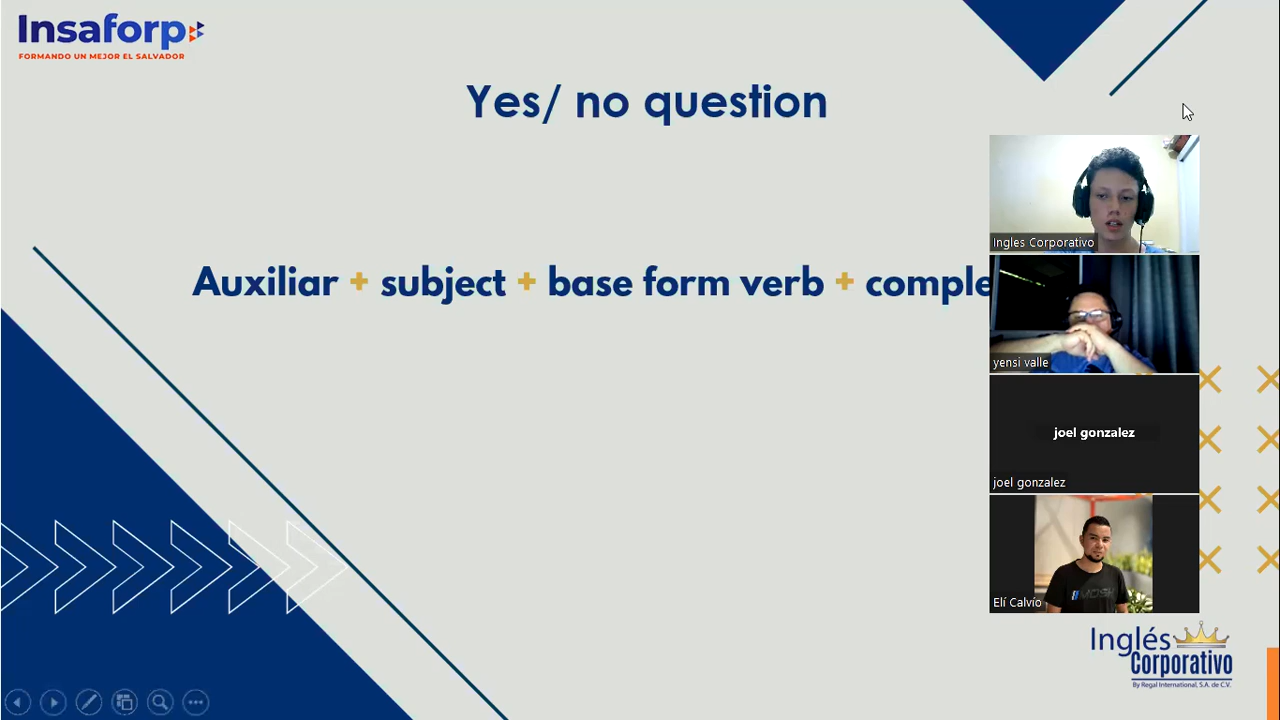 Insaforp
FORMANDO UN MEJOR EL SALVADOR
Yes/ no question
Auxiliar + subject + base form verb + comple
Ingles Corporativo
yensi valle
joel gonzalez
joel gonzalez
Elí Calvío
Inglés
Corporativo
By Regal International, S.A. de C.V.